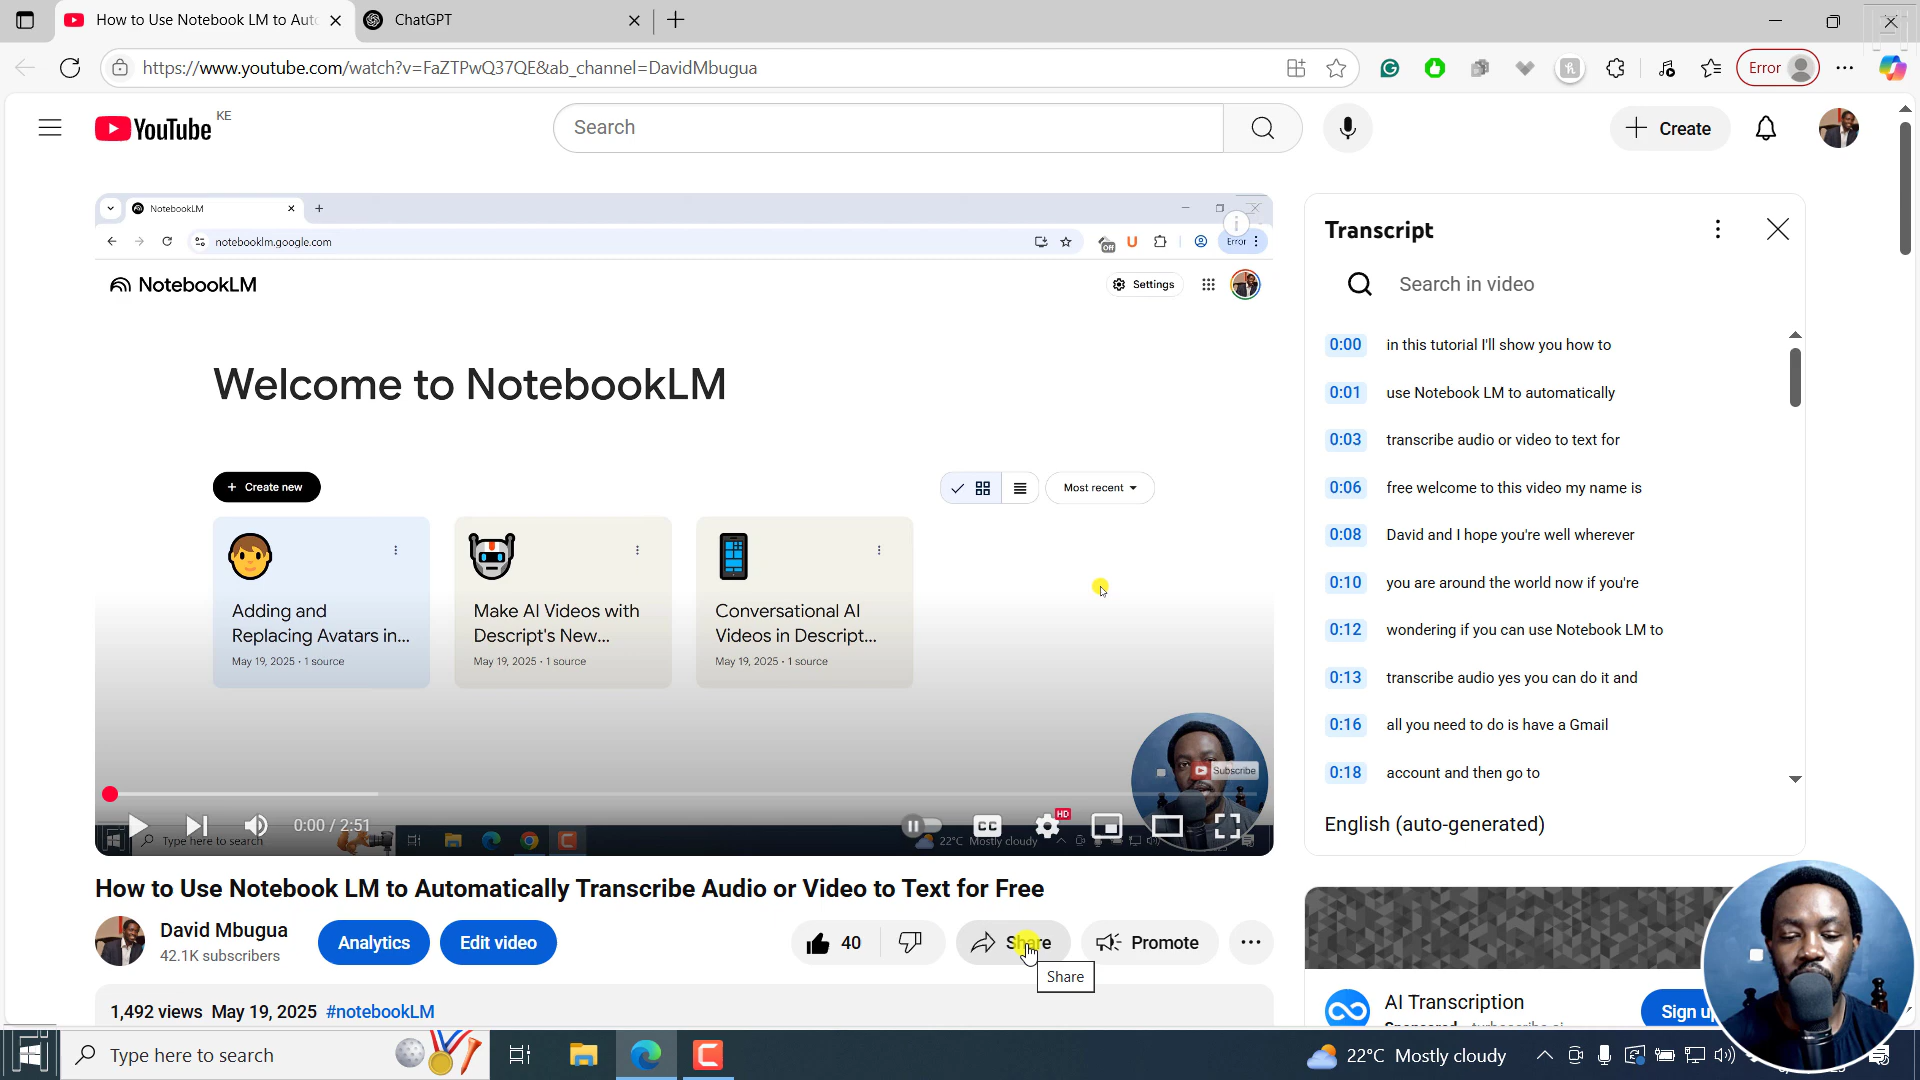 How to Use Notebook LM to Auto
ChatGPT
https://www.youtube.com/watch?v=FaZTPwQ37QE&ab_channel=DavidMbugua
Error
YouTube KE
Search
Create
NotebookLM
notebooklm.google.com
Off
Error
NotebookLM
Settings
Welcome to NotebookLM
+ Create new
Most recent
Adding and
Replacing Avatars in...
May 19, 2025 • 1 source
Make AI Videos with
Descript's New...
May 19, 2025 • 1 source
Conversational AI
Videos in Descript...
May 19, 2025 • 1 source
Subscribe
0:00 / 2:51
CC
HD
Type here to search
22°C Mostly cloudy
Transcript
Search in video
0:00 in this tutorial I'll show you how to
0:01 use Notebook LM to automatically
0:03 transcribe audio or video to text for
0:06 free welcome to this video my name is
0:08 David and I hope you're well wherever
0:10 you are around the world now if you're
0:12 wondering if you can use Notebook LM to
0:13 transcribe audio yes you can do it and
0:16 all you need to do is have a Gmail
0:18 account and then go to
English (auto-generated)
How to Use Notebook LM to Automatically Transcribe Audio or Video to Text for Free
David Mbugua
42.1K subscribers
Analytics
Edit video
40
Share
Promote
Share
1,492 views May 19, 2025 #notebookLM
AI Transcription
Sign up
Type here to search
22°C Mostly cloudy